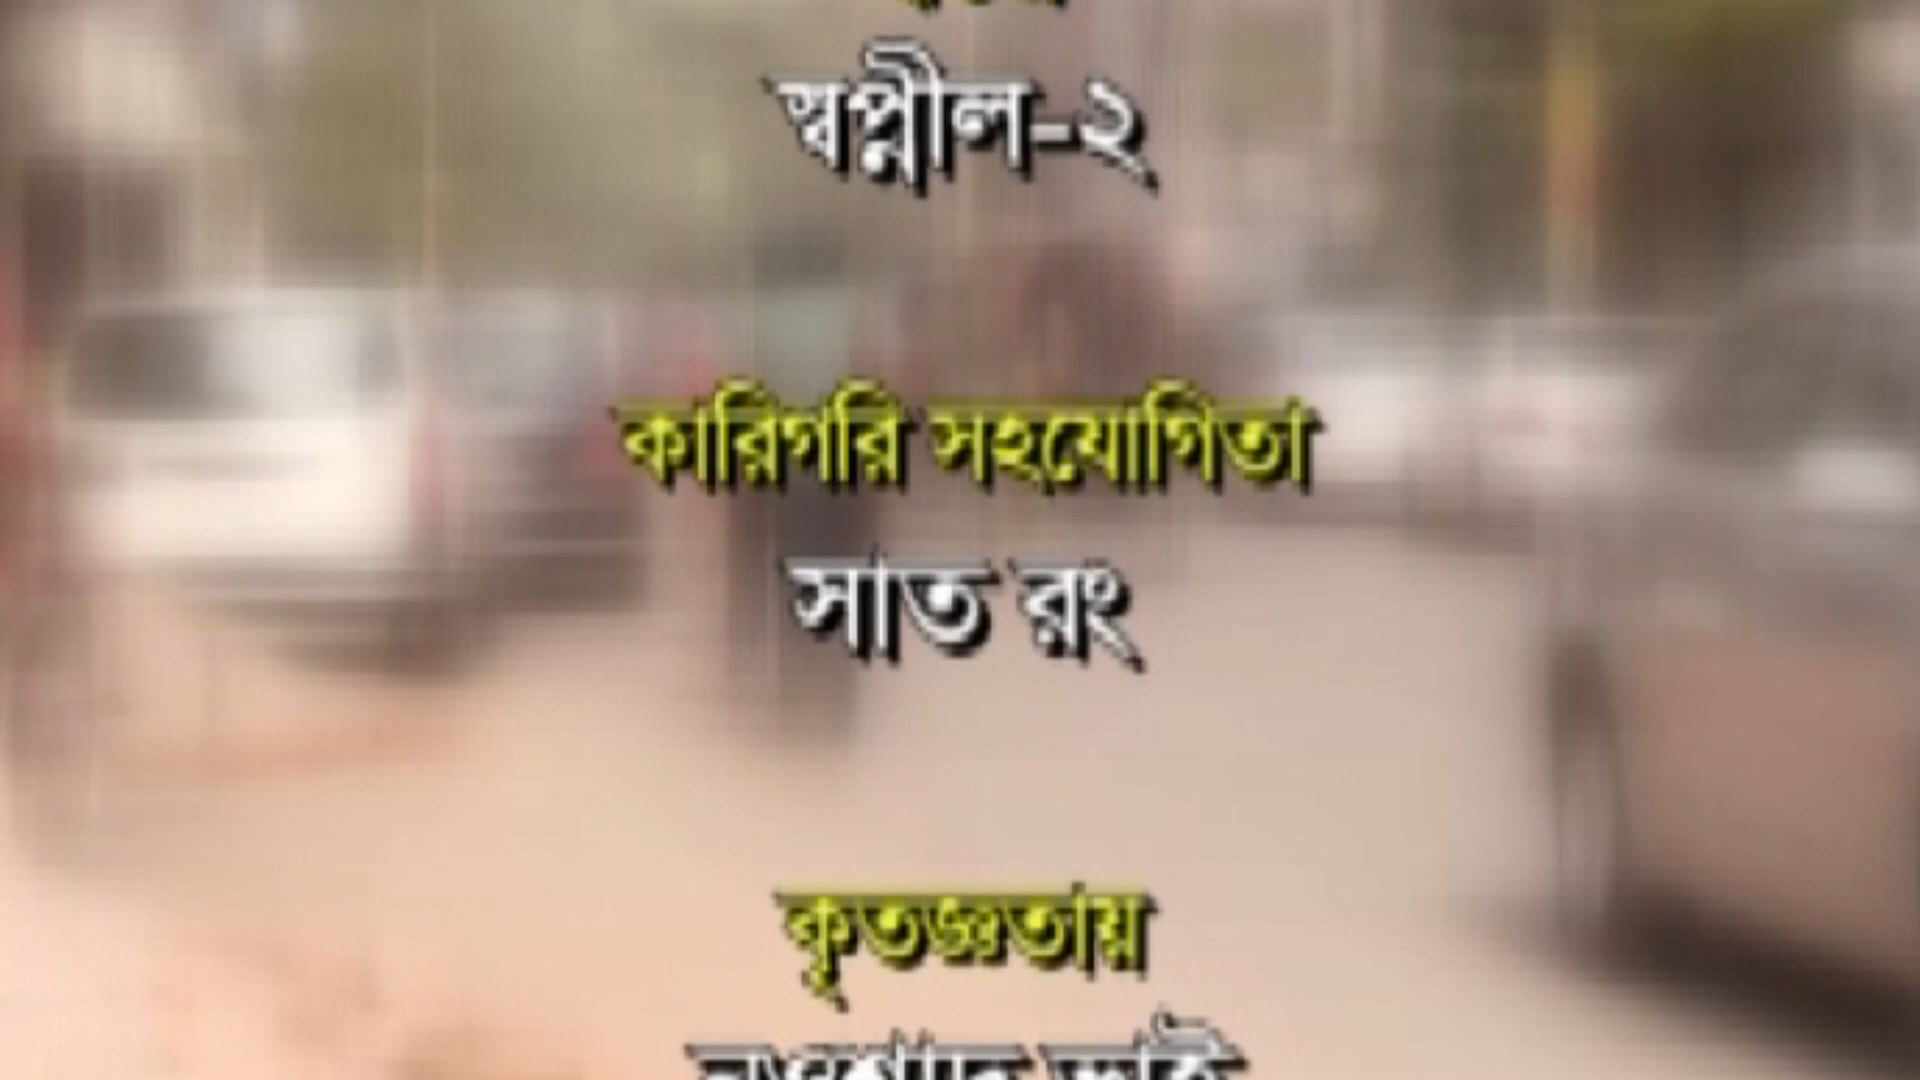 স্বপ্নীল-২
কারিগরি সহযোগিতা
সাত রং
কৃতজ্ঞতায়